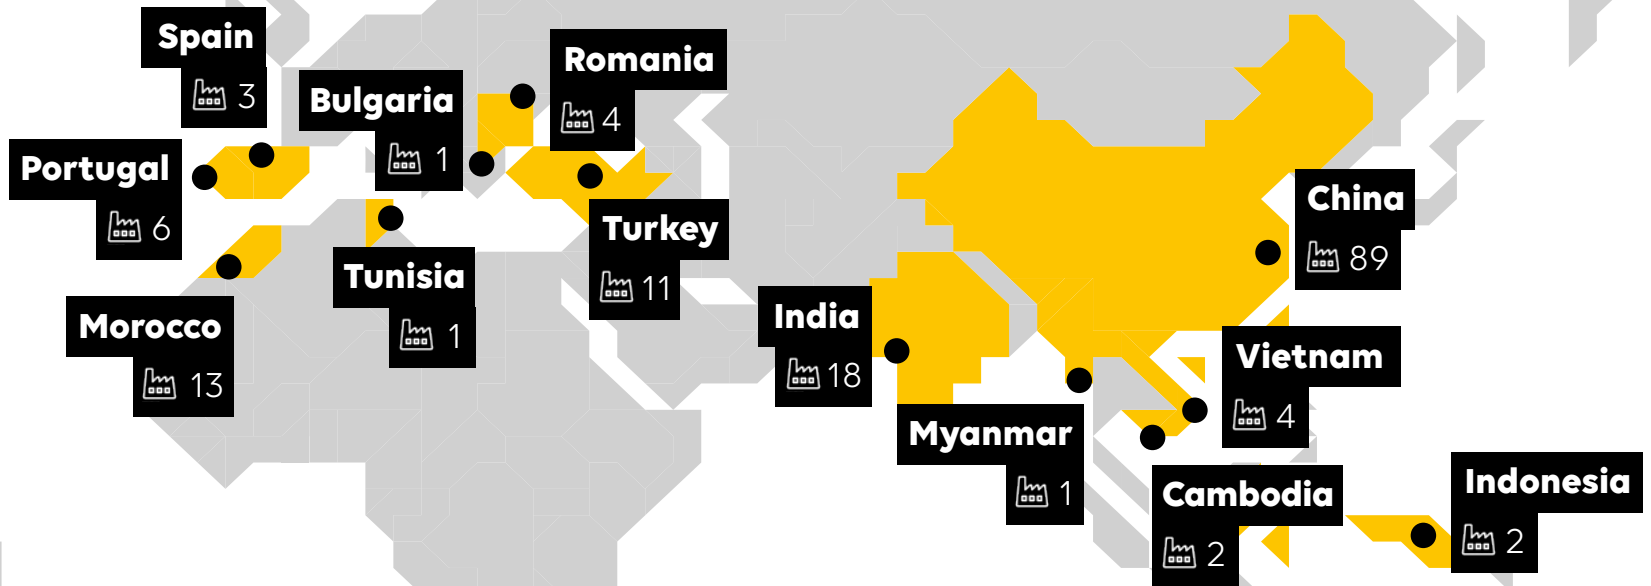 Spain
3
Romania
4
Bulgaria
1
Portugal
6
China
89
Turkey
11
Tunisia
1
India
18
Morocco
13
Vietnam
4
Myanmar
1
Cambodia
2
Indonesia
2